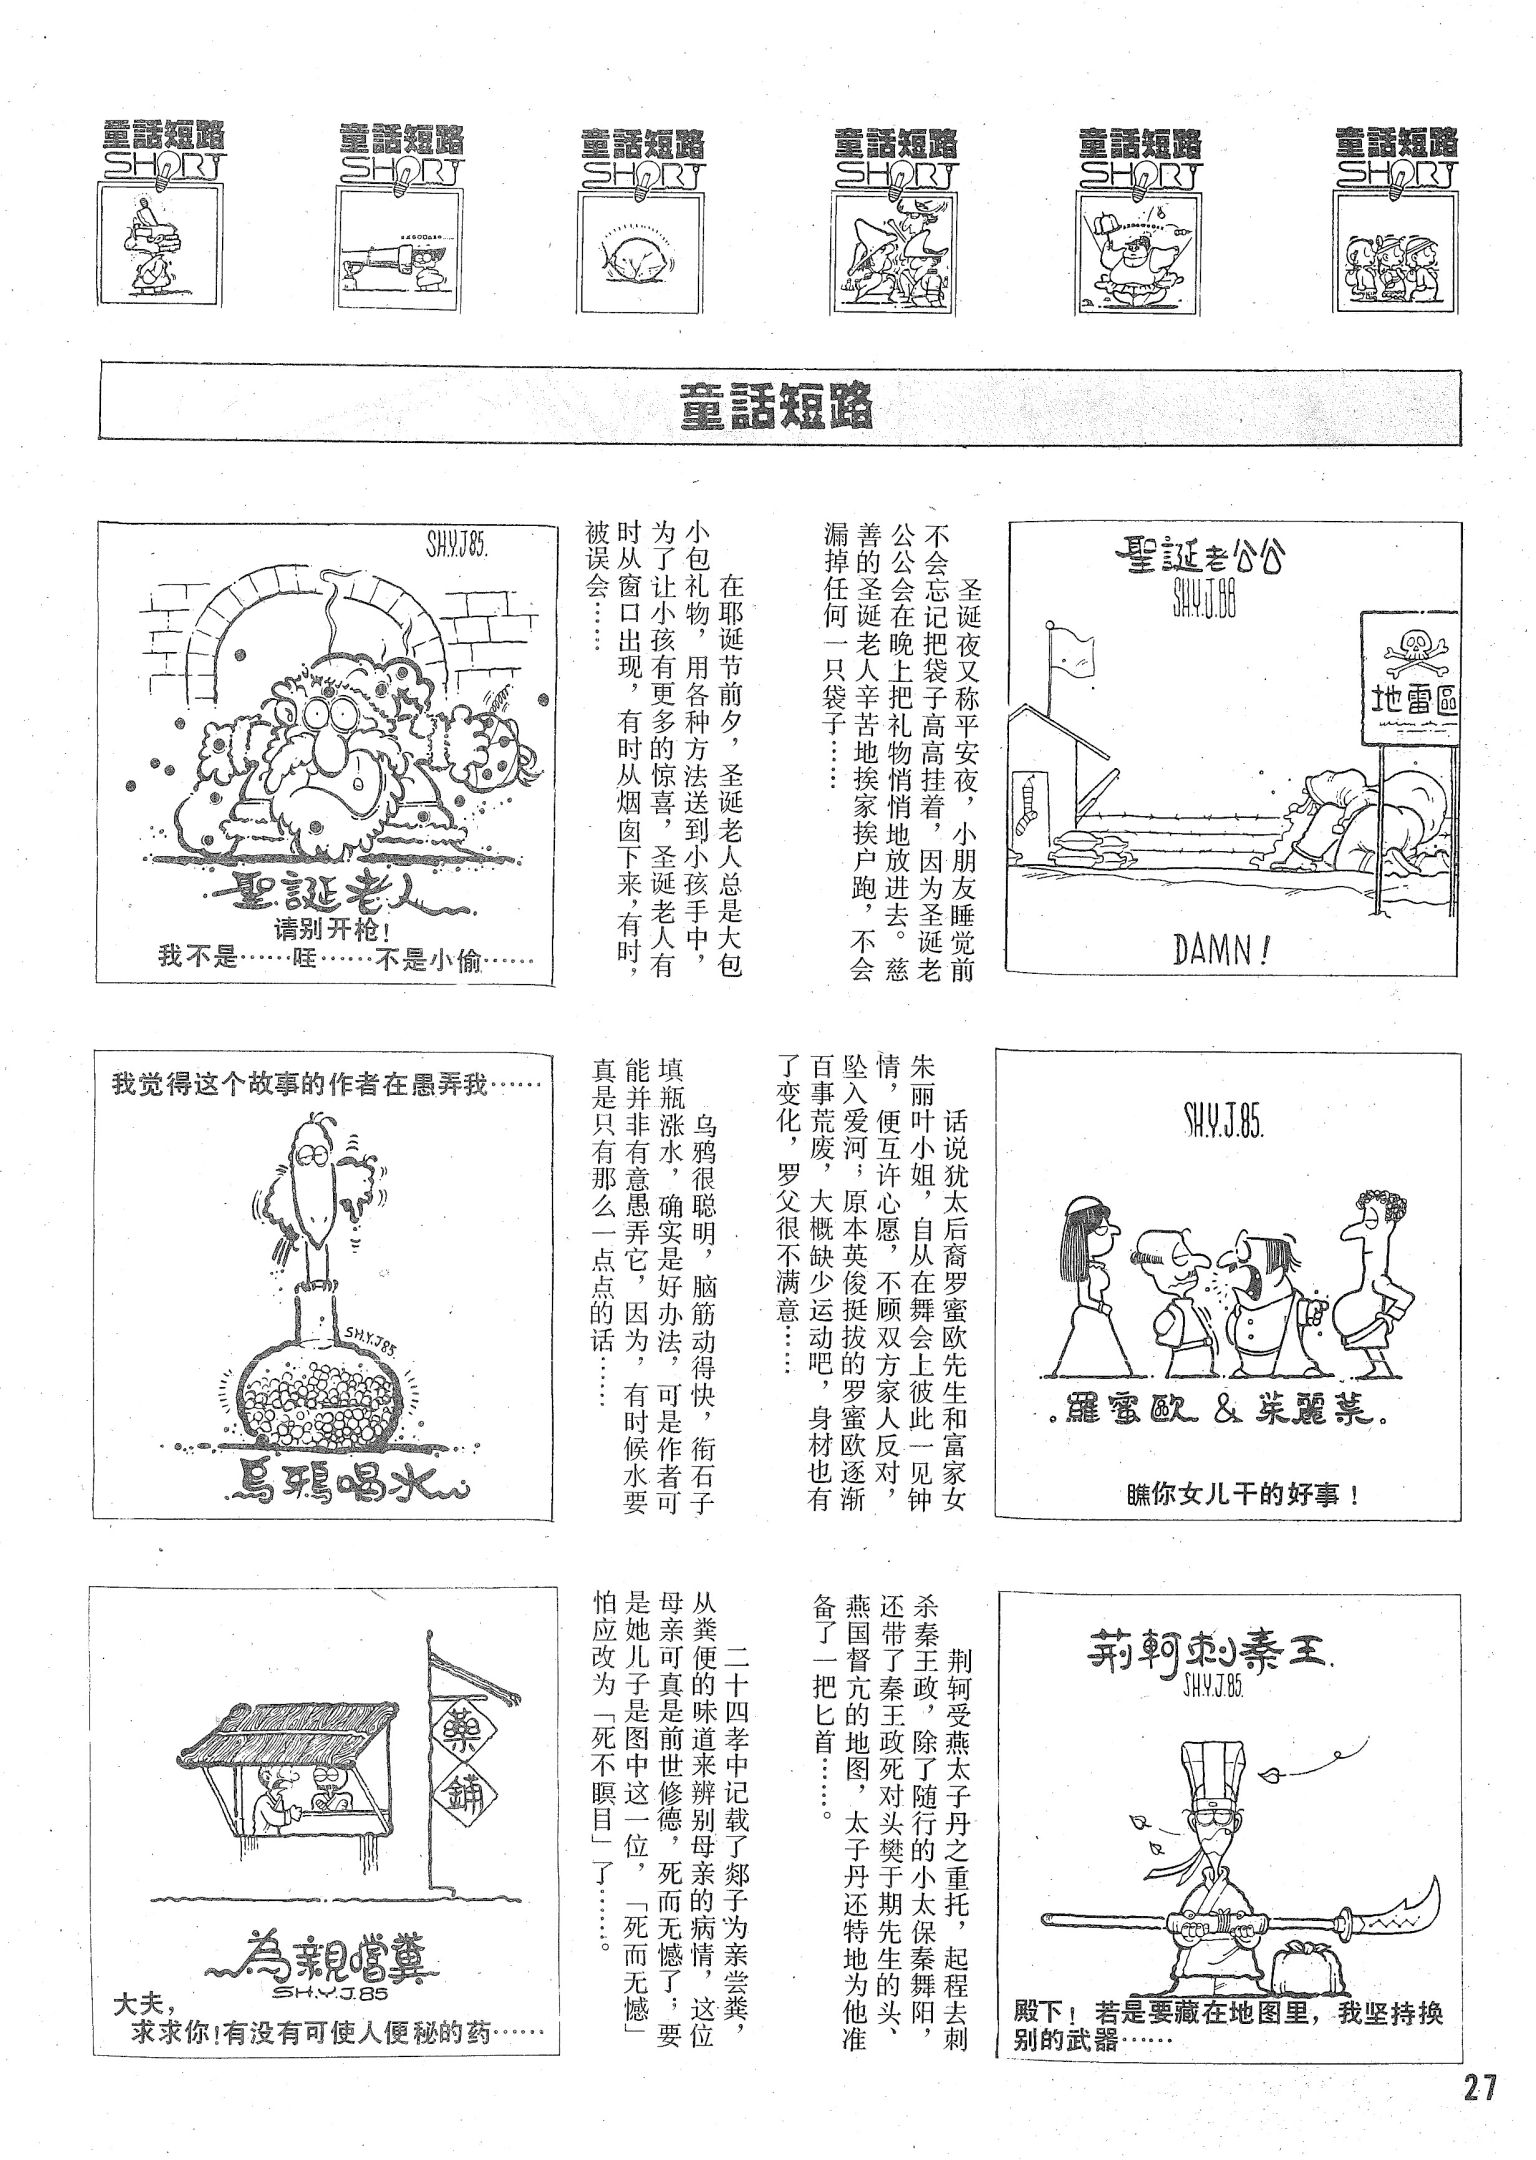 童話短路
SHORT
童話短路
SHORT
童話短路
SHORT
童話短路
SHORT
童話短路
SHORT
童話短路
SHORT
童話短路
聖誕老公公
SH.Y.J.88
地雷區
DAMN!
圣诞夜又称平安夜，小朋友睡觉前
不会忘记把袋子高高挂着，因为圣诞老
公公会在晚上把礼物悄悄地放进去。慈
善的圣诞老人辛苦地挨家挨户跑，不会
漏掉任何一只袋子……
在耶诞节前夕，圣诞老人总是大包
小包礼物，用各种方法送到小孩手中，
为了让小孩有更多的惊喜，圣诞老人有
时从窗口出现，有时从烟囱下来，有时，
被误会……
SH.Y.J85.
聖誕老人
请别开枪！
我不是……哇……不是小偷……
SH.Y.J.85.
羅蜜歐 & 茱麗葉.
瞧你女儿干的好事！
话说犹太后裔罗蜜欧先生和富家女
朱丽叶小姐，自从在舞会上彼此一见钟
情，便互许心愿，不顾双方家人反对，
坠入爱河；原本英俊挺拔的罗蜜欧逐渐
百事荒废，大概缺少运动吧，身材也有
了变化，罗父很不满意……
乌鸦很聪明，脑筋动得快，衔石子
填瓶涨水，确实是好办法，可是作者可
能并非有意愚弄它，因为，有时候水要
真是只有那么一点点的话……
我觉得这个故事的作者在愚弄我……
SH.Y.J85.
烏鴉喝水
荆軻刺秦王.
SH.Y.J.85.
殿下！若是要藏在地图里，我坚持换
别的武器……
荆轲受燕太子丹之重托，起程去刺
杀秦王政，除了随行的小太保秦舞阳，
还带了秦王政死对头樊于期先生的头、
燕国督亢的地图，太子丹还特地为他准
备了一把匕首……。
二十四孝中记载了郯子为亲尝粪，
从粪便的味道来辨别母亲的病情，这位
母亲可真是前世修德，死而无憾了；要
是她儿子是图中这一位，「死而无憾」
怕应改为「死不瞑目」了……。
藥
鋪
為親嚐糞
SH.Y.J.85
大夫，
求求你！有没有可使人便秘的药……
27